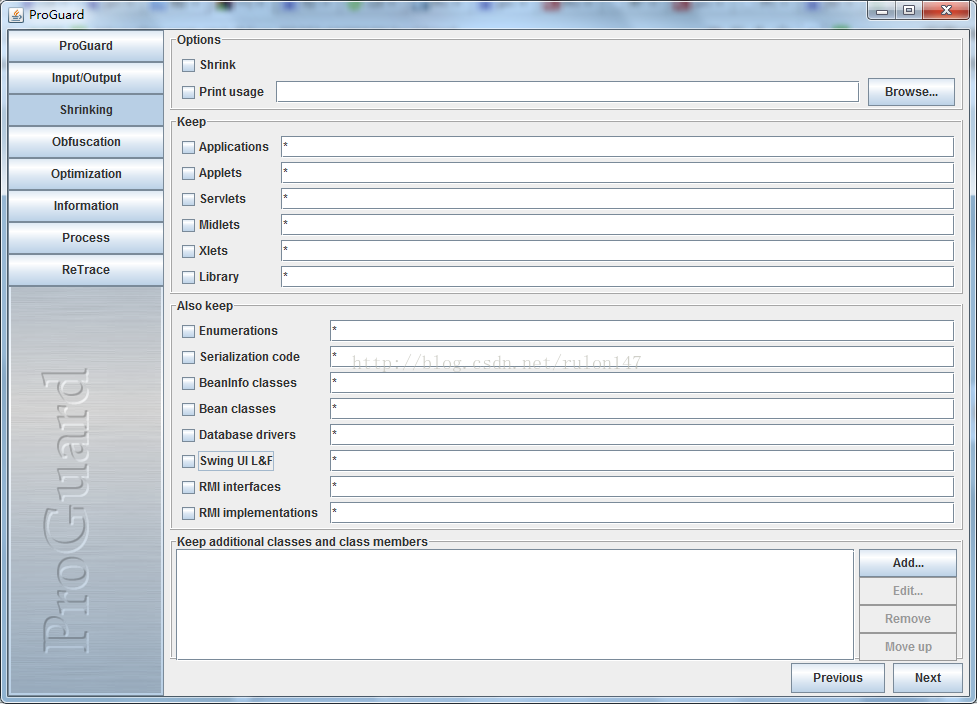 ProGuard
ProGuard
Input/Output
Shrinking
Obfuscation
Optimization
Information
Process
ReTrace
ProGuard
Options
Shrink
Print usage
Browse...
Keep
Applications *
Applets *
Servlets *
Midlets *
Xlets *
Library *
Also keep
Enumerations *
Serialization code *
http://blog.csdn.net/rulon147
BeanInfo classes *
Bean classes *
Database drivers *
Swing UI L&F *
RMI interfaces *
RMI implementations *
Keep additional classes and class members
Add...
Edit...
Remove
Move up
Previous Next